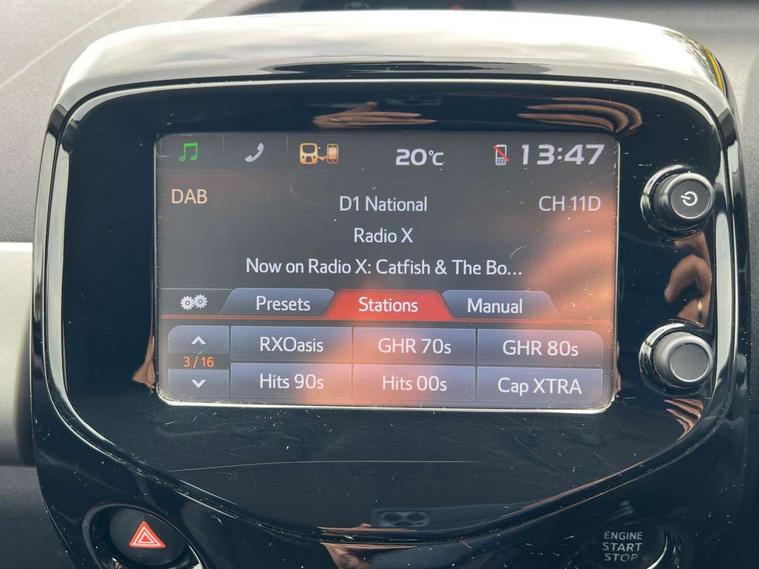 20°C 13:47
DAB D1 National CH 11D
Radio X
Now on Radio X: Catfish & The Bo...
Presets Stations Manual
RXOasis GHR 70s GHR 80s
3/16
Hits 90s Hits 00s Cap XTRA
ENGINE
START
STOP